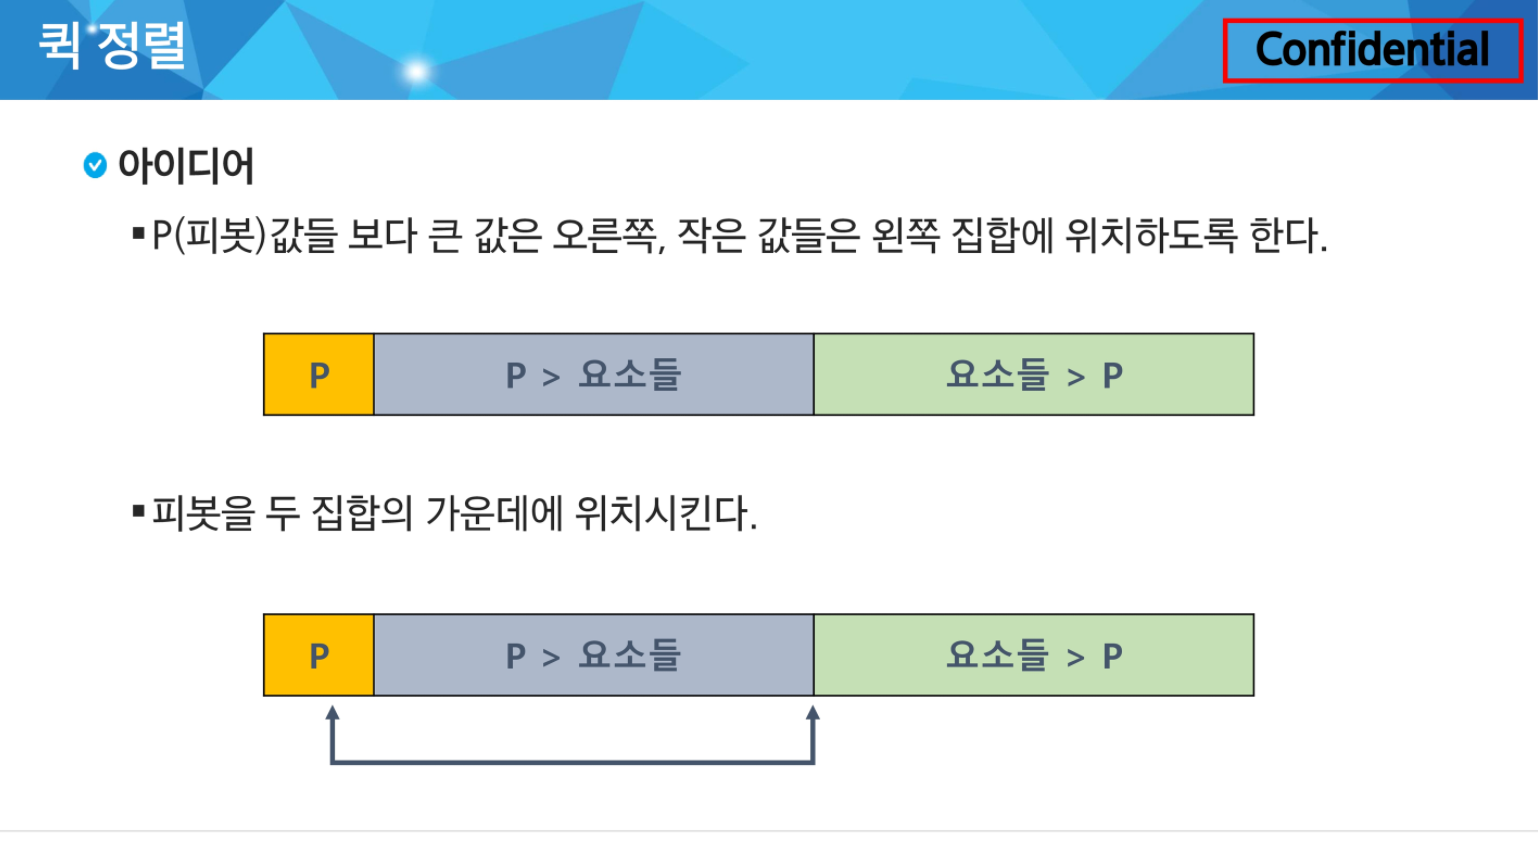 퀵 정렬
Confidential
아이디어
P(피봇)값들 보다 큰 값은 오른쪽, 작은 값들은 왼쪽 집합에 위치하도록 한다.
P
P > 요소들
요소들 > P
피봇을 두 집합의 가운데에 위치시킨다.
P
P > 요소들
요소들 > P